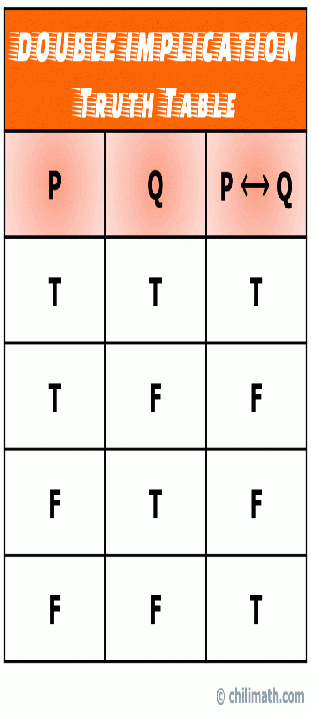 DOUBLE IMPLICATION
TRUTH TABLE
P Q P ↔ Q
T T T
T F F
F T F
F F T
© chilimath.com